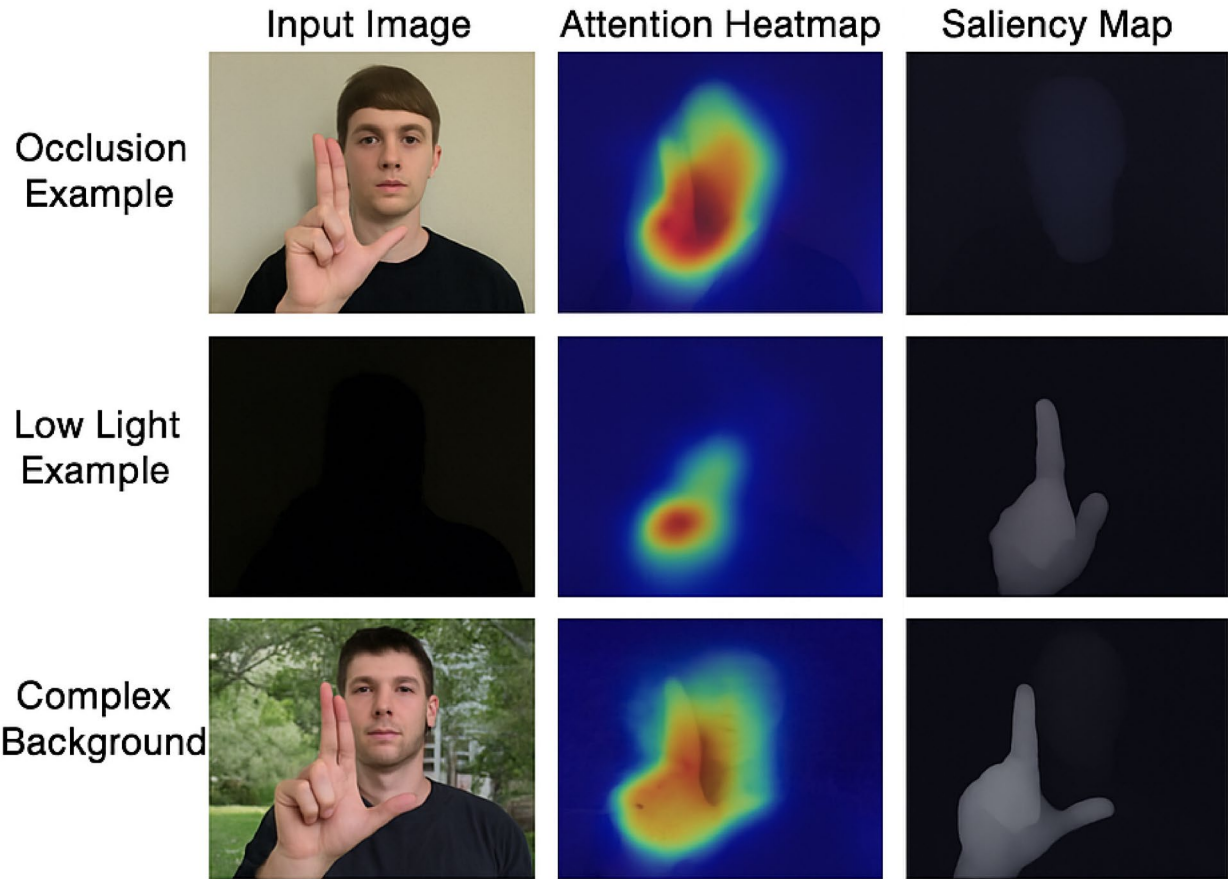 Input Image
Attention Heatmap
Saliency Map
Occlusion
Example
Low Light
Example
Complex
Background